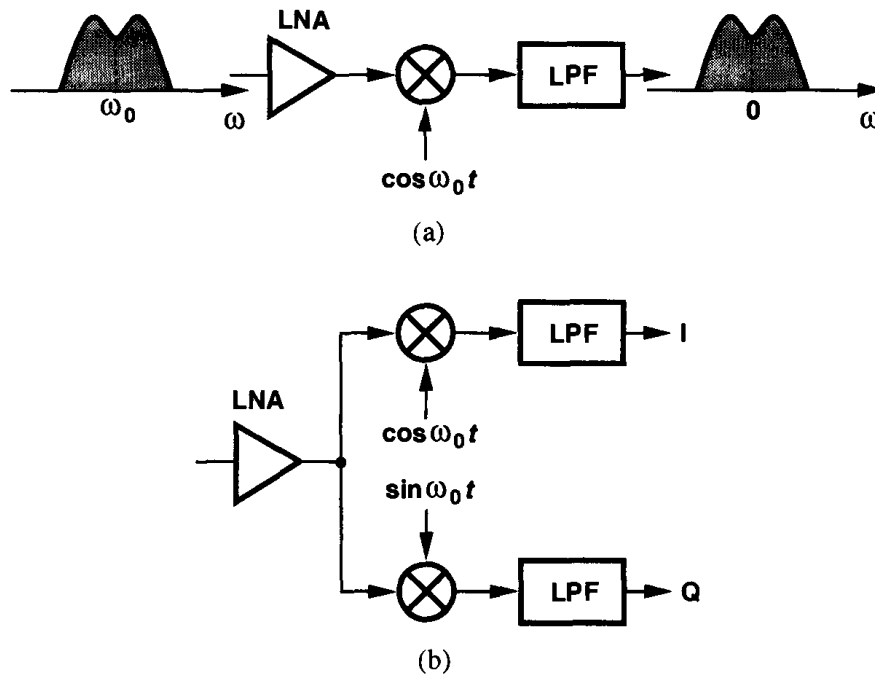 LNA
LPF
ω₀
ω
0
ω
cosω₀t
(a)
LPF
I
LNA
cosω₀t
sinω₀t
LPF
Q
(b)